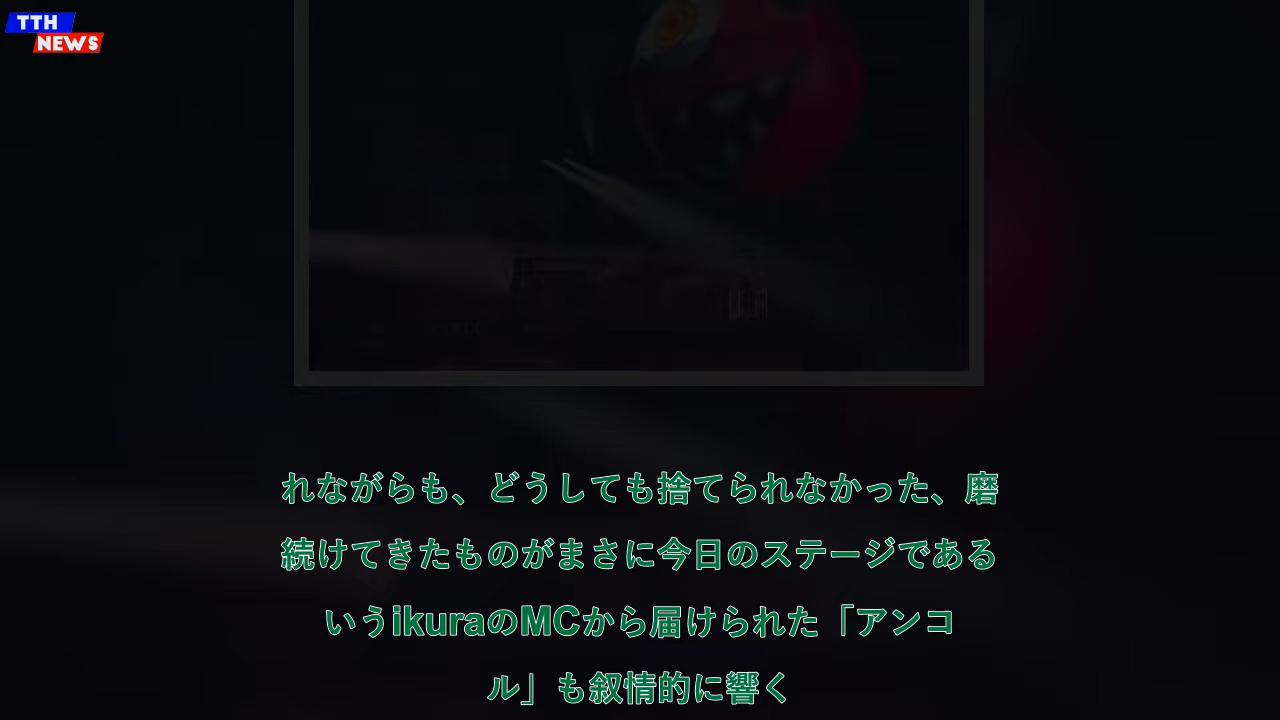 TTH
NEWS
れながらも、どうしても捨てられなかった、磨
続けてきたものがまさに今日のステージである
いうikuraのMCから届けられた「アンコ
ル」も叙情的に響く